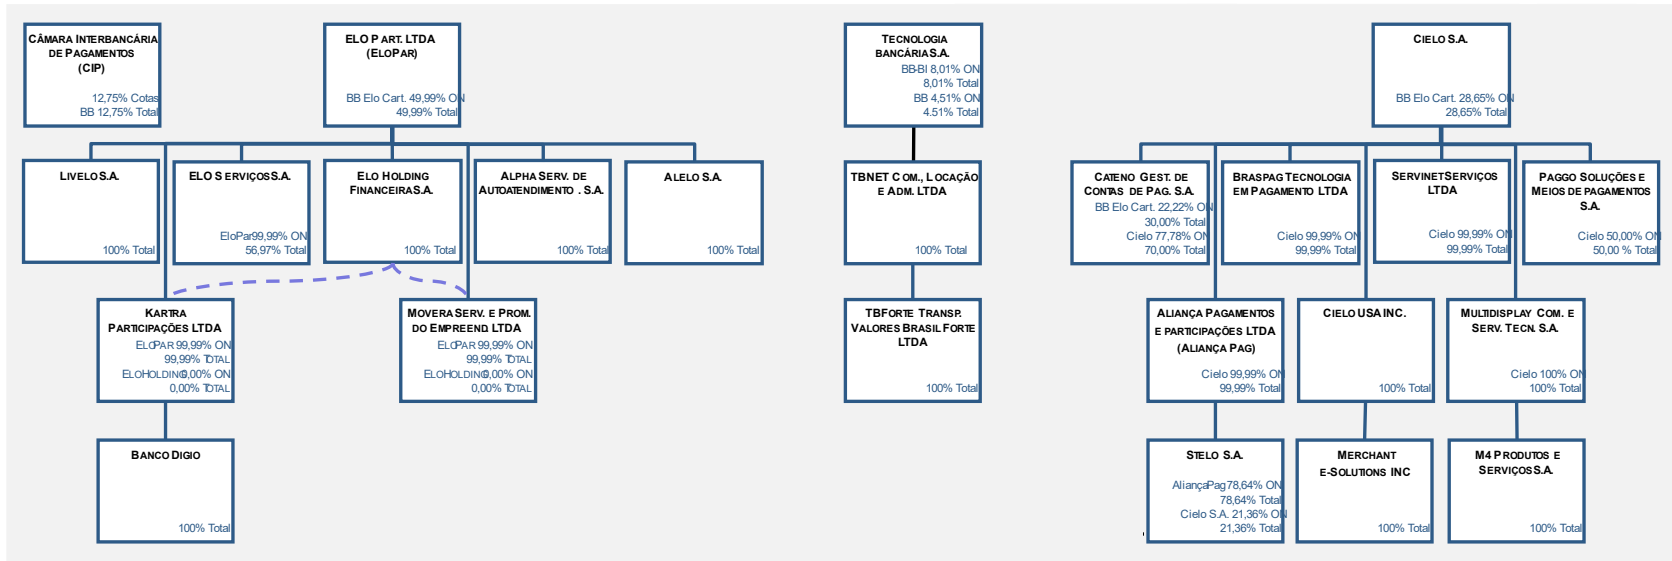 CÂMARA INTERBANCÁRIA
DE PAGAMENTOS
(CIP)
12,75% Cotas
BB 12,75% Total
ELO PART. LTDA
(ELOPAR)
BB Elo Cart. 49,99% ON
49,99% Total
TECNOLOGIA
BANCÁRIA S.A.
BB-BI 8,01% ON
8,01% Total
BB 4,51% ON
4.51% Total
CIELO S.A.
BB Elo Cart. 28,65% ON
28,65% Total
LIVELO S.A.
100% Total
ELO SERVIÇOS S.A.
EloPar 99,99% ON
56,97% Total
ELO HOLDING
FINANCEIRA S.A.
100% Total
ALPHA SERV. DE
AUTOATENDIMENTO . S.A.
100% Total
ALELO S.A.
100% Total
TBNET COM., LOCAÇÃO
E ADM. LTDA
100% Total
CATENO GEST. DE
CONTAS DE PAG. S.A.
BB Elo Cart. 22,22% ON
30,00% Total
Cielo 77,78% ON
70,00% Total
BRASPAG TECNOLOGIA
EM PAGAMENTO LTDA
Cielo 99,99% ON
99,99% Total
SERVINET SERVIÇOS
LTDA
Cielo 99,99% ON
99,99% Total
PAGGO SOLUÇÕES E
MEIOS DE PAGAMENTOS
S.A.
Cielo 50,00% ON
50,00 % Total
KARTRA
PARTICIPAÇÕES LTDA
ELOPAR 99,99% ON
99,99% TOTAL
ELOHOLDING 0,00% ON
0,00% TOTAL
MOVERA SERV. E PROM.
DO EMPREEND. LTDA
ELOPAR 99,99% ON
99,99% TOTAL
ELOHOLDING 0,00% ON
0,00% TOTAL
TBFORTE TRANSP.
VALORES BRASIL FORTE
LTDA
100% Total
ALIANÇA PAGAMENTOS
E PARTICIPAÇÕES LTDA
(ALIANÇA PAG)
Cielo 99,99% ON
99,99% Total
CIELO USA INC.
100% Total
MULTIDISPLAY COM. E
SERV. TECN. S.A.
Cielo 100% ON
100% Total
BANCO DIGIO
100% Total
STELO S.A.
AliançaPag 78,64% ON
78,64% Total
Cielo S.A. 21,36% ON
21,36% Total
MERCHANT
E-SOLUTIONS INC
100% Total
M4 PRODUTOS E
SERVIÇOS S.A.
100% Total